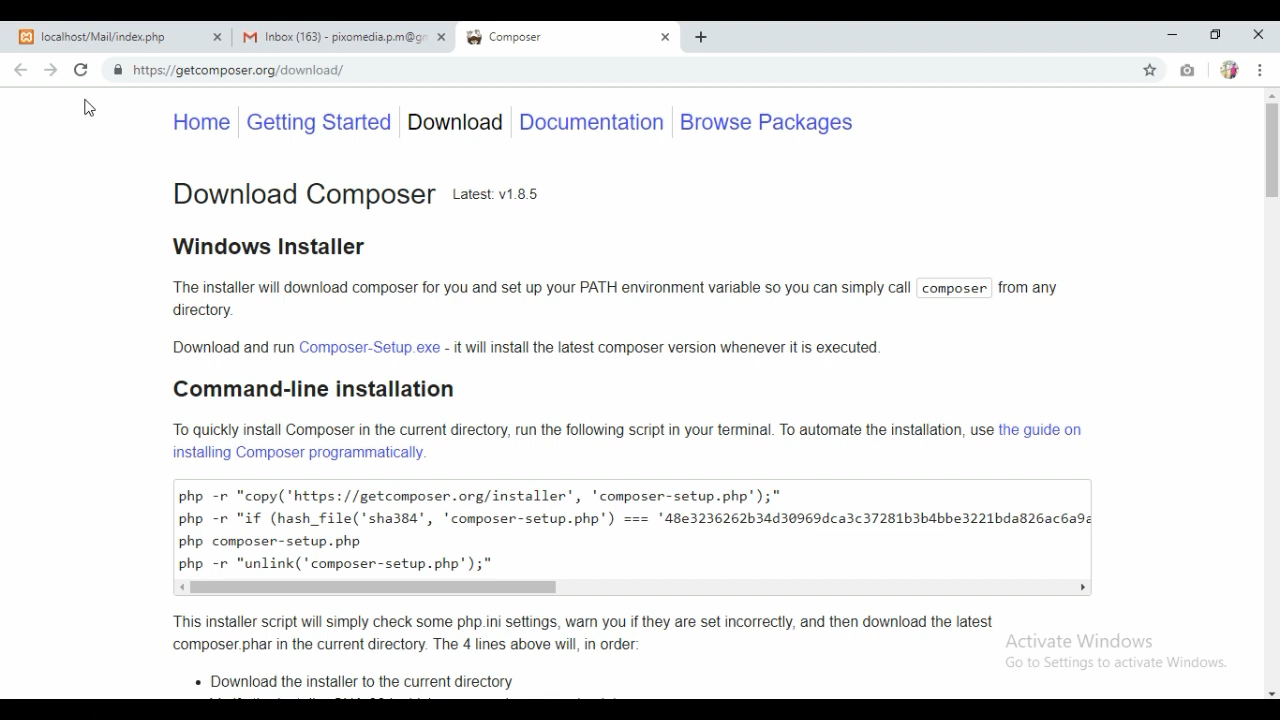 localhost/Mail/index.php
Inbox (163) - pixomedia.p.m@gm
Composer
https://getcomposer.org/download/
Home
Getting Started
Download
Documentation
Browse Packages
Download Composer
Latest: v1.8.5
Windows Installer
The installer will download composer for you and set up your PATH environment variable so you can simply call composer from any
directory.
Download and run Composer-Setup.exe - it will install the latest composer version whenever it is executed.
Command-line installation
To quickly install Composer in the current directory, run the following script in your terminal. To automate the installation, use the guide on
installing Composer programmatically.
php -r "copy('https://getcomposer.org/installer', 'composer-setup.php');"
php -r "if (hash_file('sha384', 'composer-setup.php') === '48e3236262b34d30969dca3c37281b3b4bbe3221bda826ac6a9a
php composer-setup.php
php -r "unlink('composer-setup.php');"
This installer script will simply check some php.ini settings, warn you if they are set incorrectly, and then download the latest
composer.phar in the current directory. The 4 lines above will, in order:
Activate Windows
Go to Settings to activate Windows.
• Download the installer to the current directory